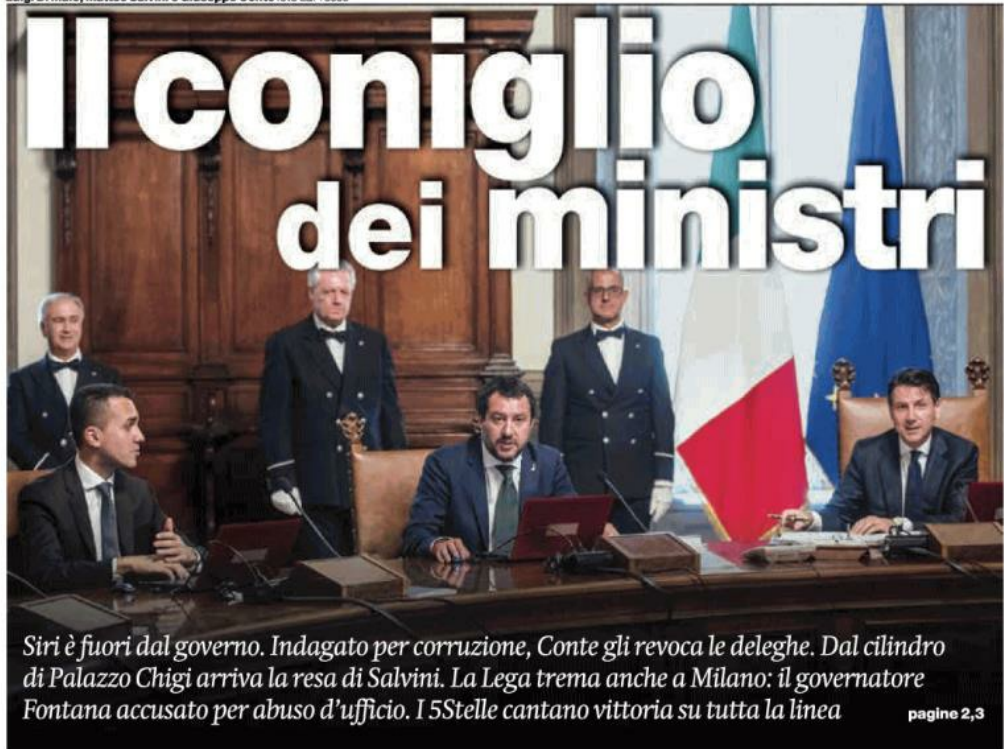 Il coniglio
dei ministri
Siri è fuori dal governo. Indagato per corruzione, Conte gli revoca le deleghe. Dal cilindro
di Palazzo Chigi arriva la resa di Salvini. La Lega trema anche a Milano: il governatore
Fontana accusato per abuso d'ufficio. I 5Stelle cantano vittoria su tutta la linea
pagine 2,3